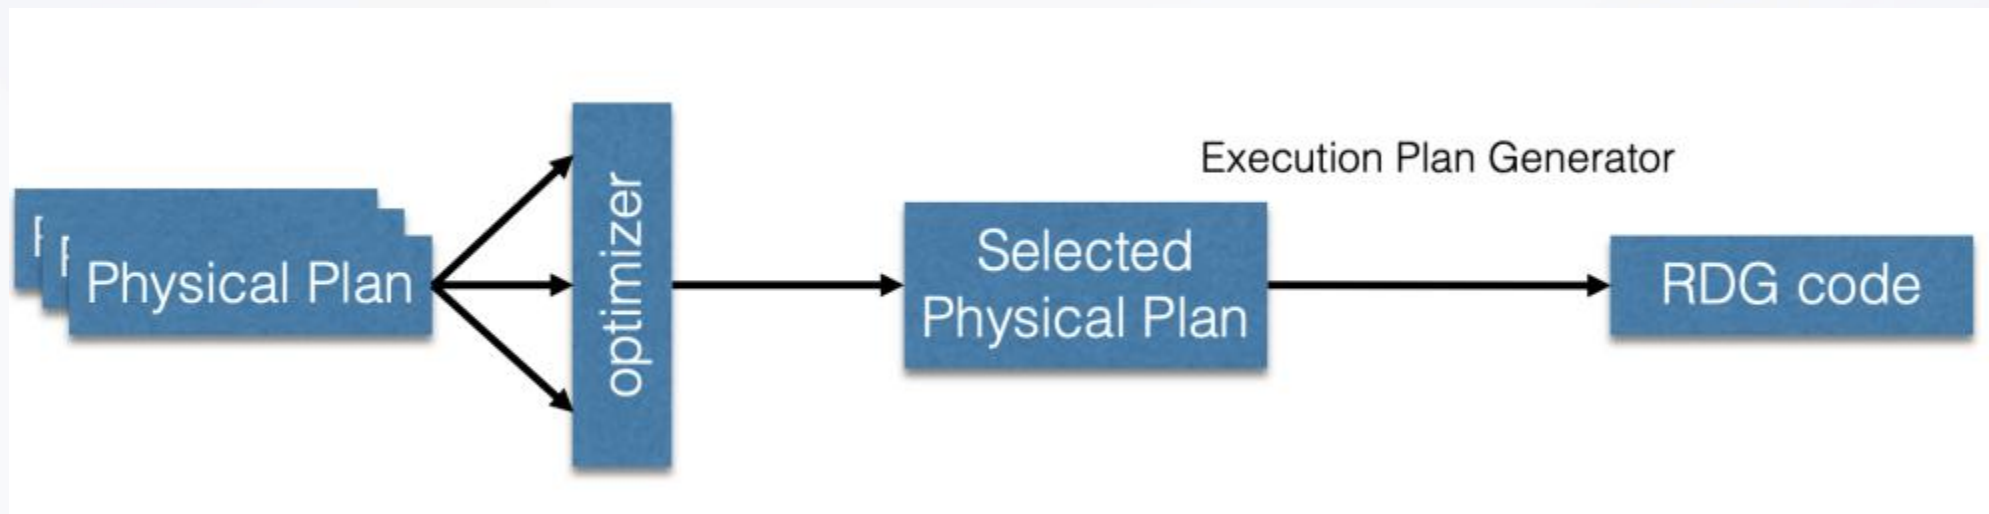 Physical Plan
optimizer
Selected
Physical Plan
Execution Plan Generator
RDG code